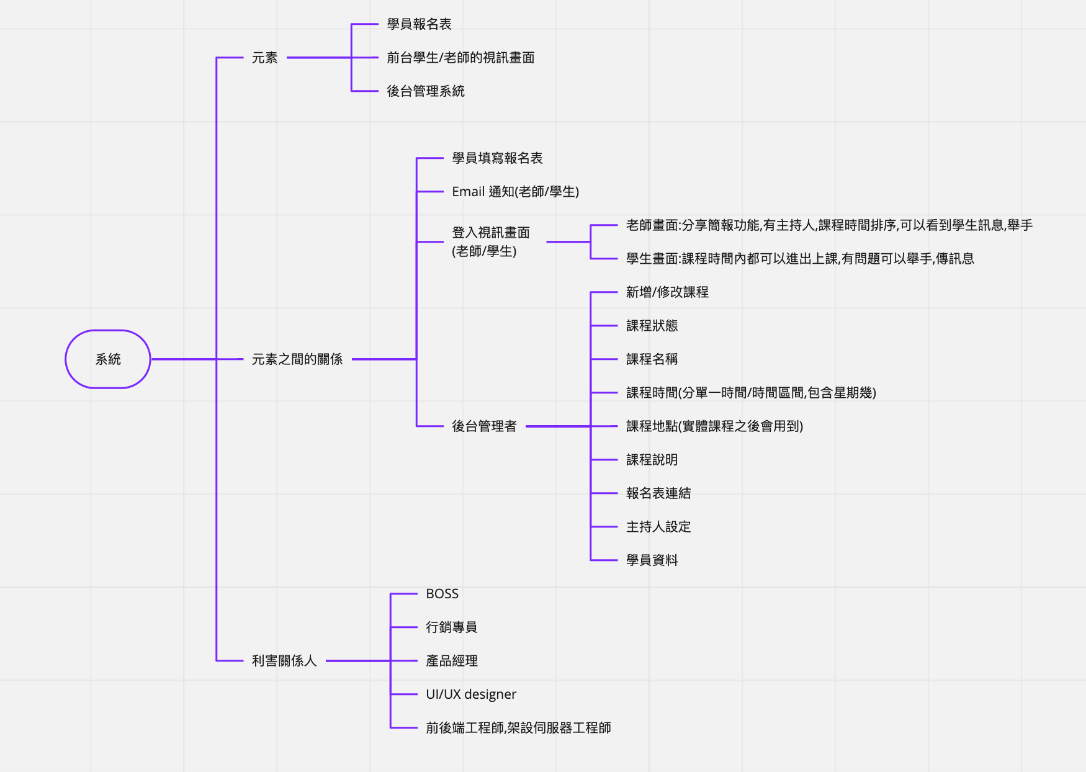 系統
元素
學員報名表
前台學生/老師的視訊畫面
後台管理系統
元素之間的關係
學員填寫報名表
Email 通知(老師/學生)
登入視訊畫面
(老師/學生)
老師畫面:分享簡報功能,有主持人,課程時間排序,可以看到學生訊息,舉手
學生畫面:課程時間內都可以進出上課,有問題可以舉手,傳訊息
後台管理者
新增/修改課程
課程狀態
課程名稱
課程時間(分單一時間/時間區間,包含星期幾)
課程地點(實體課程之後會用到)
課程說明
報名表連結
主持人設定
學員資料
利害關係人
BOSS
行銷專員
產品經理
UI/UX designer
前後端工程師,架設伺服器工程師